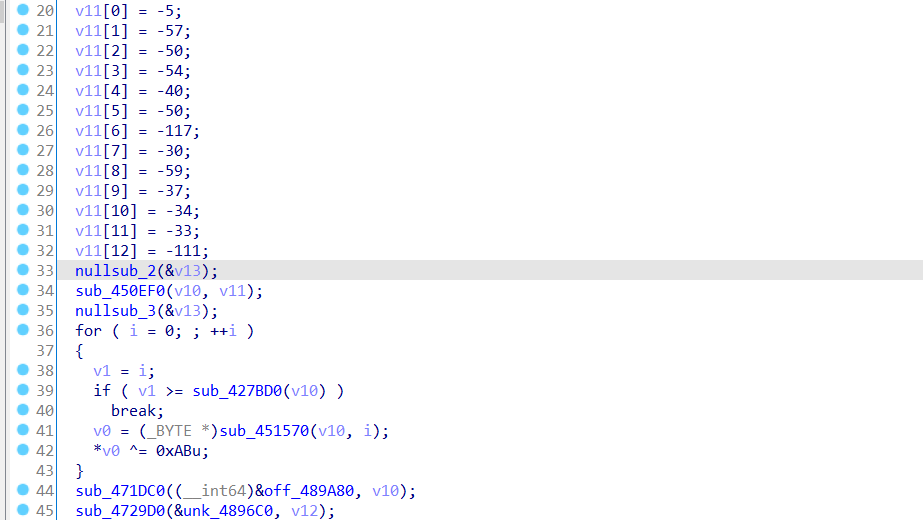 20 v11[0] = -5;
21 v11[1] = -57;
22 v11[2] = -50;
23 v11[3] = -54;
24 v11[4] = -40;
25 v11[5] = -50;
26 v11[6] = -117;
27 v11[7] = -30;
28 v11[8] = -59;
29 v11[9] = -37;
30 v11[10] = -34;
31 v11[11] = -33;
32 v11[12] = -111;
33 nullsub_2(&v13);
34 sub_450EF0(v10, v11);
35 nullsub_3(&v13);
36 for ( i = 0; ; ++i )
37 {
38 v1 = i;
39 if ( v1 >= sub_427BD0(v10) )
40 break;
41 v0 = (_BYTE *)sub_451570(v10, i);
42 *v0 ^= 0xABu;
43 }
44 sub_471DC0((__int64)&off_489A80, v10);
45 sub_4729D0(&unk_4896C0, v12);